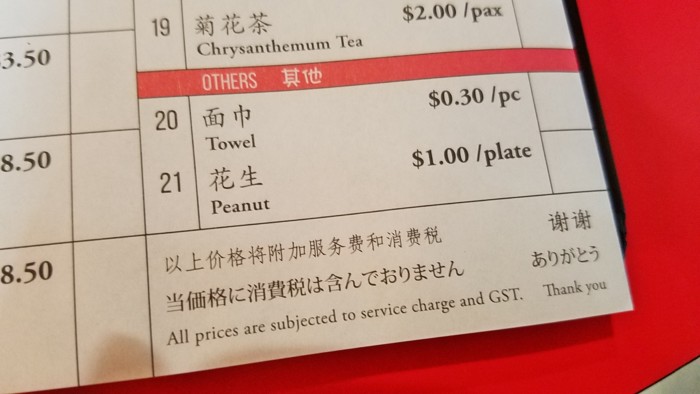 3.50
8.50
8.50
19 菊花茶 $2.00 /pax
Chrysanthemum Tea
OTHERS 其他
20 面巾 $0.30 /pc
Towel
21 花生 $1.00 /plate
Peanut
以上价格将附加服务费和消费税
当価格に消費税は含んでおりません
All prices are subjected to service charge and GST.
谢谢
ありがとう
Thank you